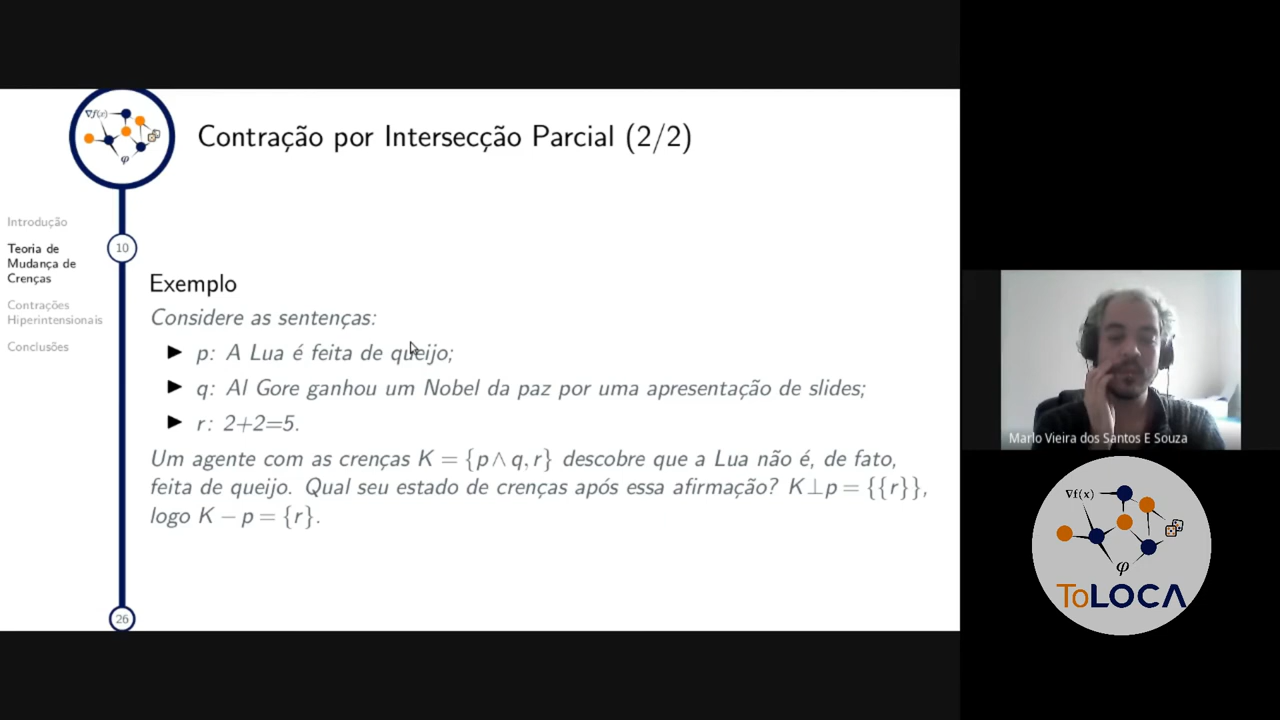 ∇f(x)
φ
Contração por Intersecção Parcial (2/2)
Introdução
Teoria de
Mudança de
Crenças
Contrações
Hiperintensionais
Conclusões
10
26
Exemplo
Considere as sentenças:
▶ p: A Lua é feita de queijo;
▶ q: Al Gore ganhou um Nobel da paz por uma apresentação de slides;
▶ r: 2+2=5.
Um agente com as crenças K = {p ∧ q, r} descobre que a Lua não é, de fato,
feita de queijo. Qual seu estado de crenças após essa afirmação? K⊥p = {{r}},
logo K − p = {r}.
Marlo Vieira dos Santos E Souza
∇f(x)
φ
ToLOCA